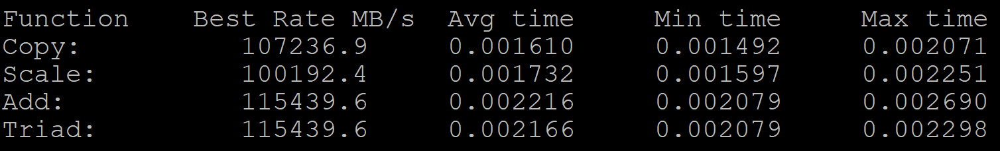 Function    Best Rate MB/s  Avg time     Min time     Max time
Copy:          107236.9     0.001610     0.001492     0.002071
Scale:         100192.4     0.001732     0.001597     0.002251
Add:           115439.6     0.002216     0.002079     0.002690
Triad:         115439.6     0.002166     0.002079     0.002298